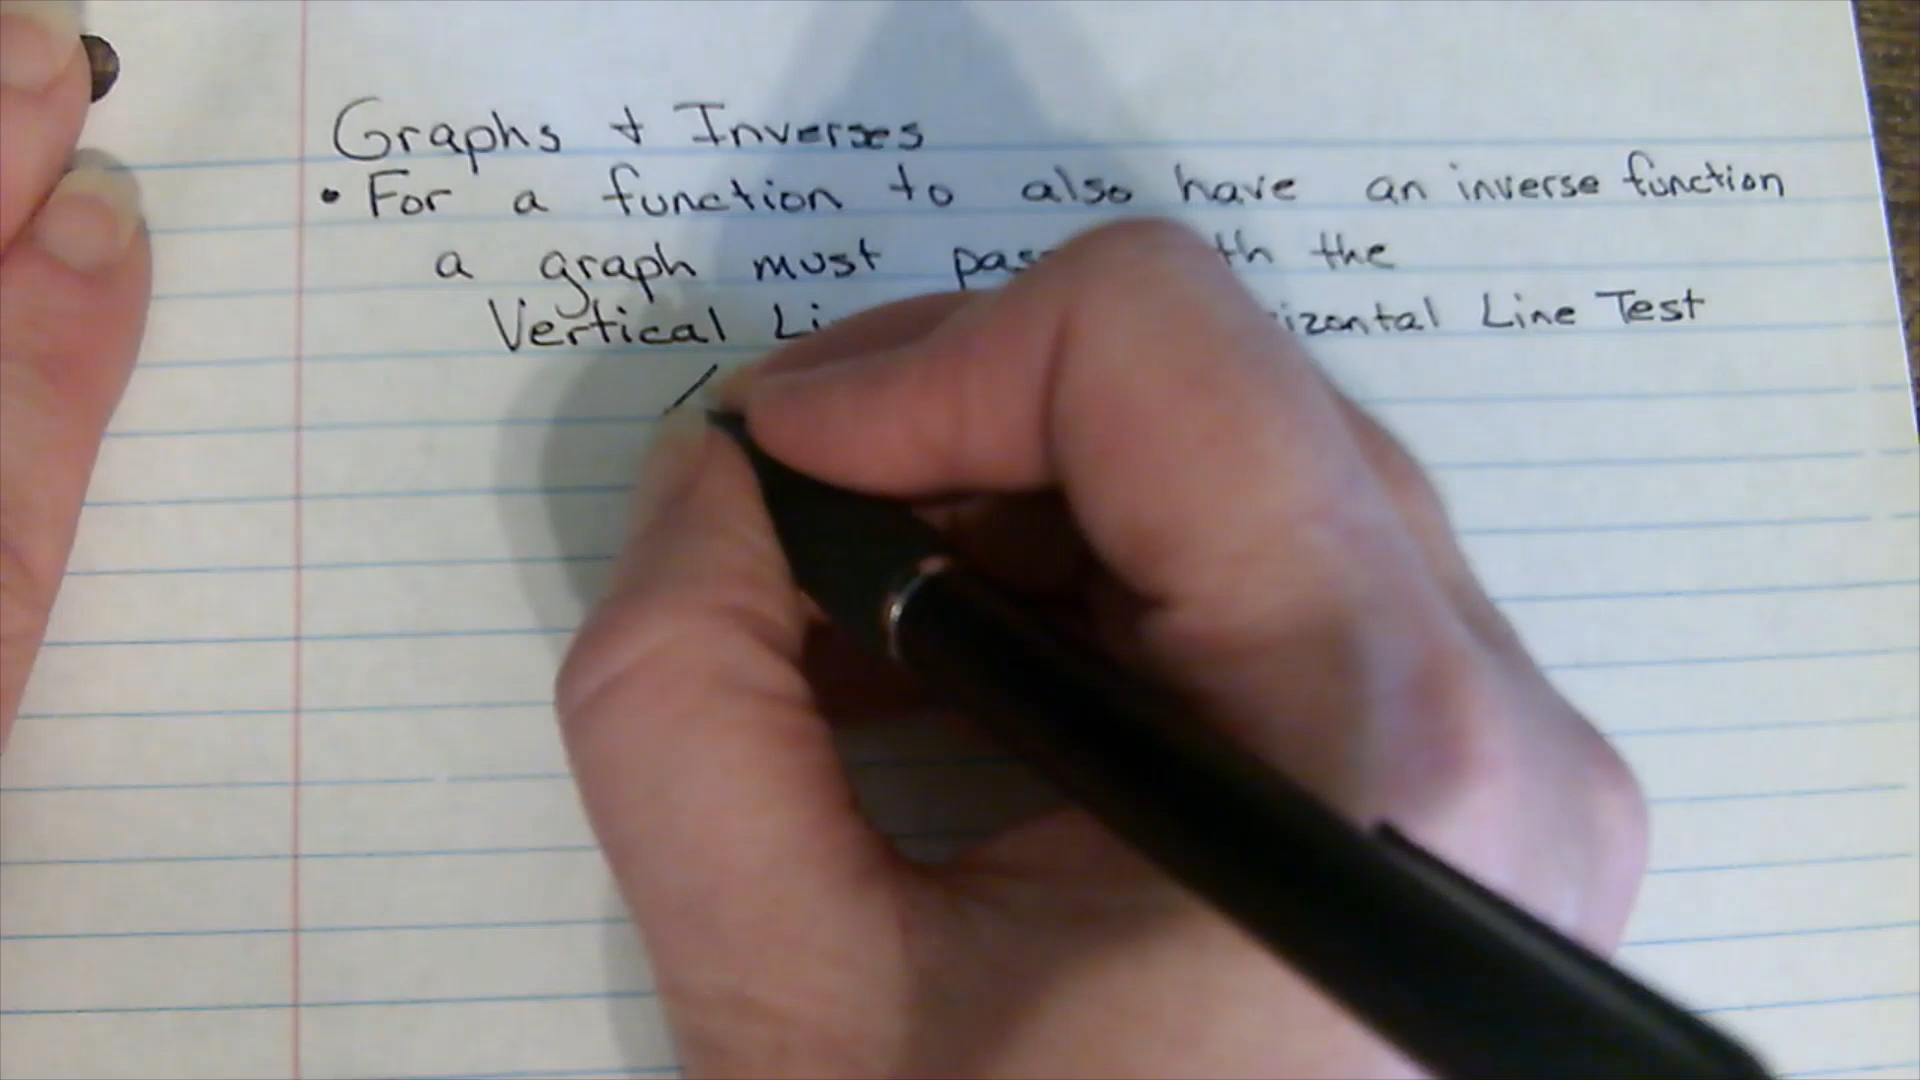 Graphs + Inverses
• For a function to also have an inverse function
a graph must the
Vertical Line Test